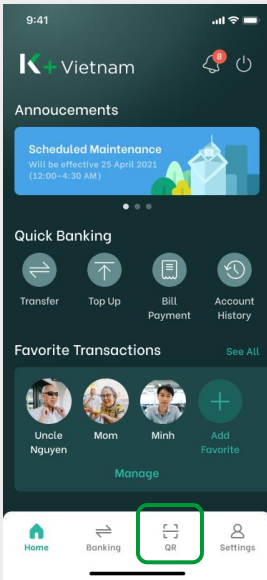 9:41
K+ Vietnam
8
Annoucements
Scheduled Maintenance
Will be effective 25 April 2021
(12:00-4:30 AM)
Quick Banking
Transfer
Top Up
Bill
Payment
Account
History
Favorite Transactions
See All
Uncle
Nguyen
Mom
Minh
Add
Favorite
Manage
Home
Banking
QR
Settings